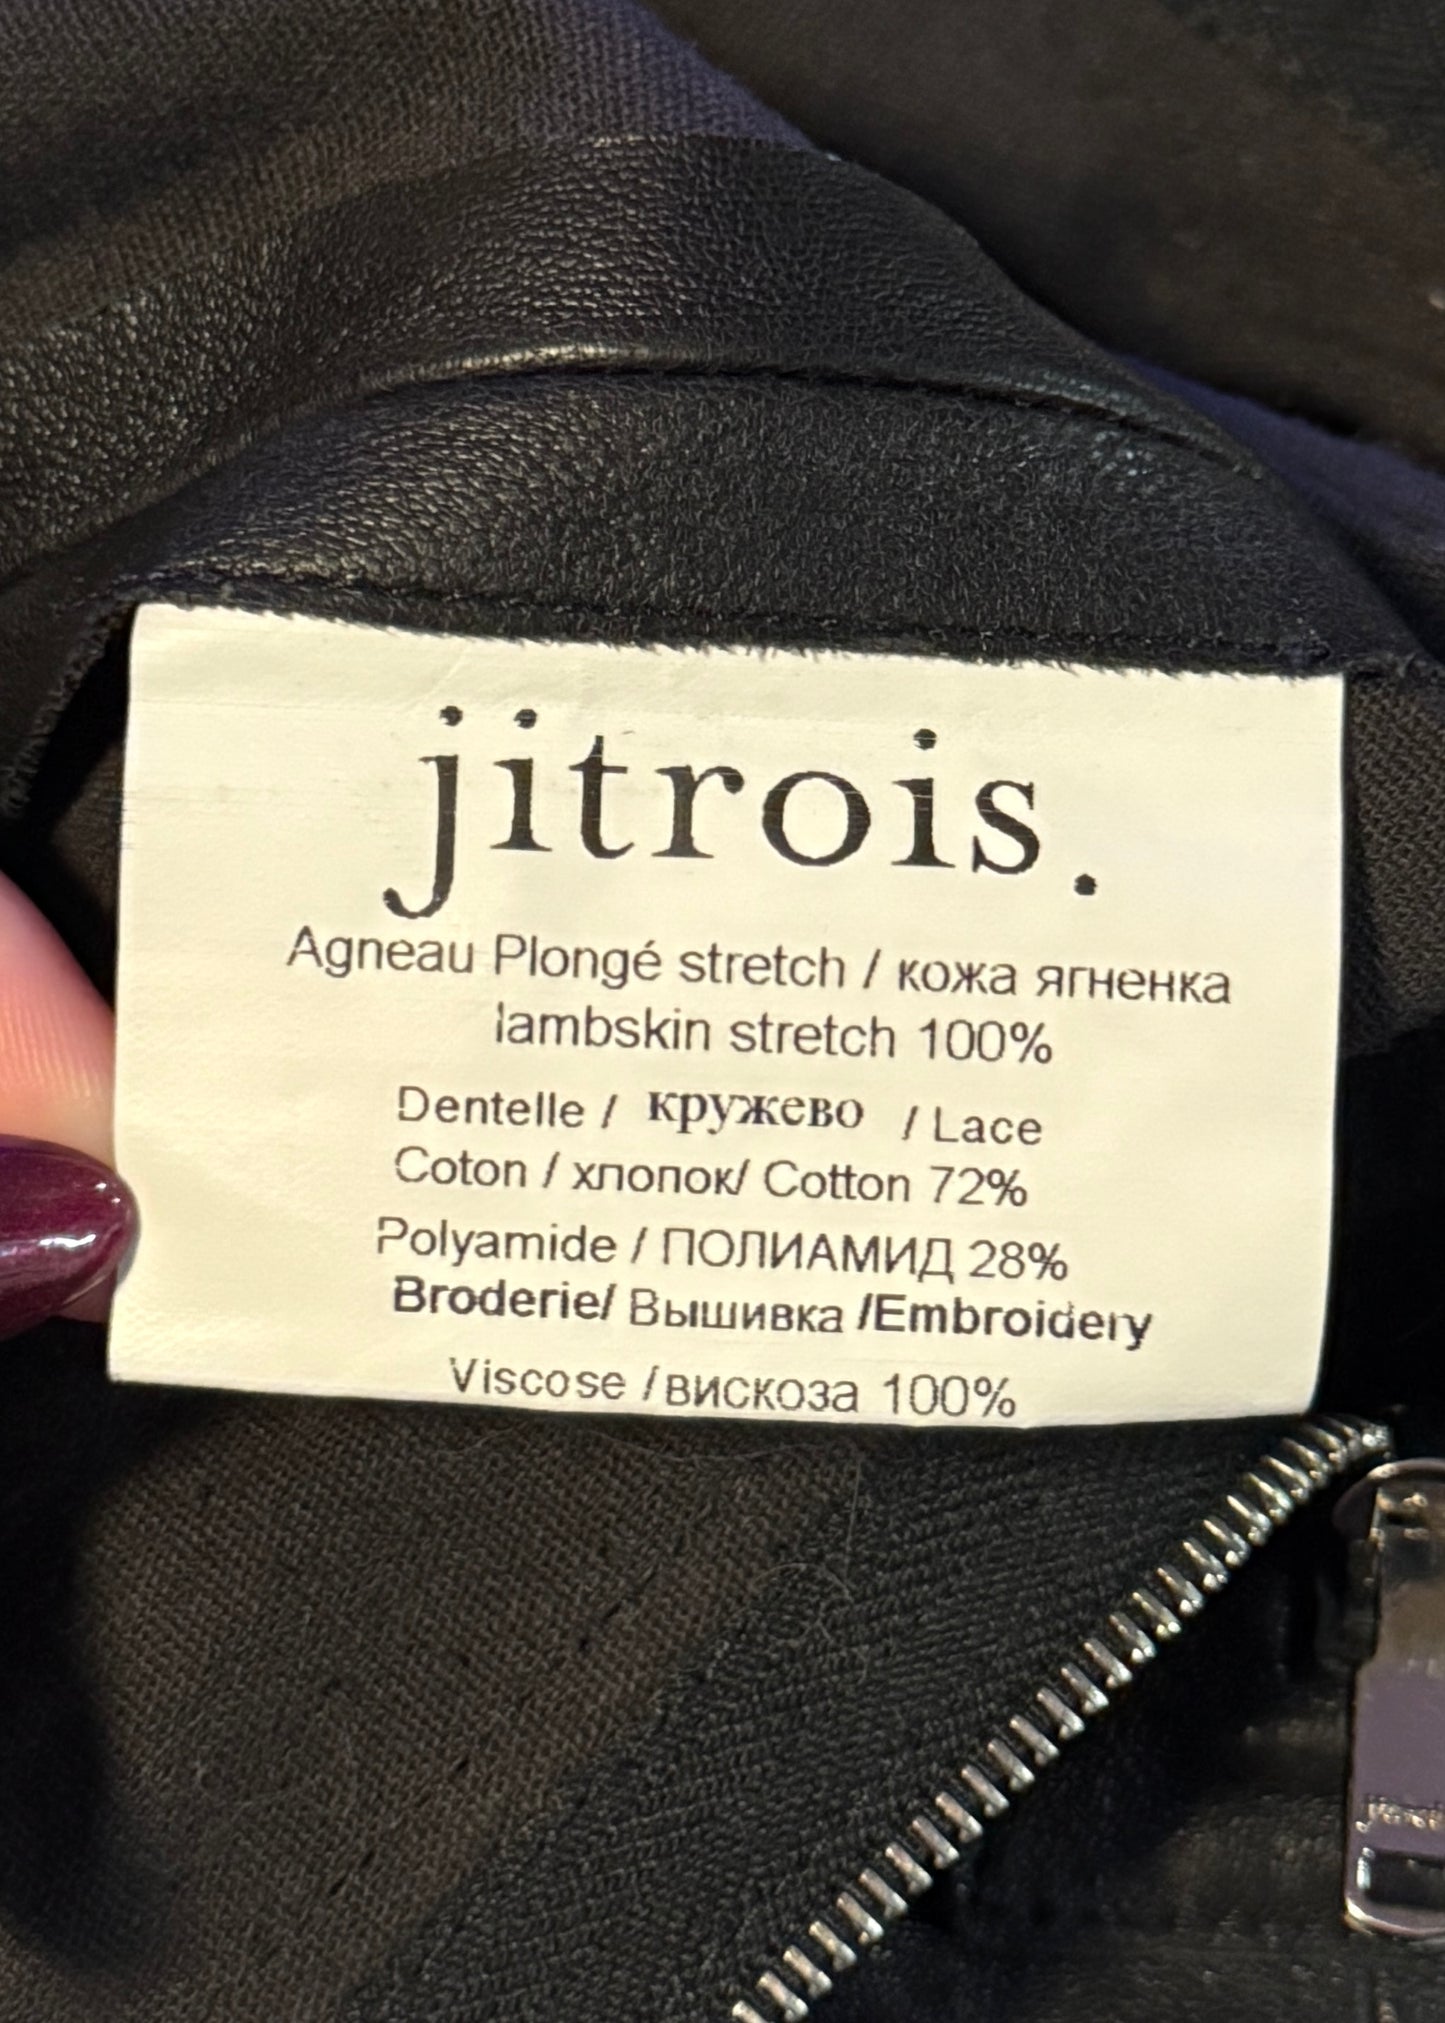 jitrois.
Agneau Plongé stretch / кожа ягненка
lambskin stretch 100%
Dentelle / кружево / Lace
Coton / хлопок/ Cotton 72%
Polyamide / ПОЛИАМИД 28%
Broderie/ Вышивка /Embroidery
Viscose /вискоза 100%